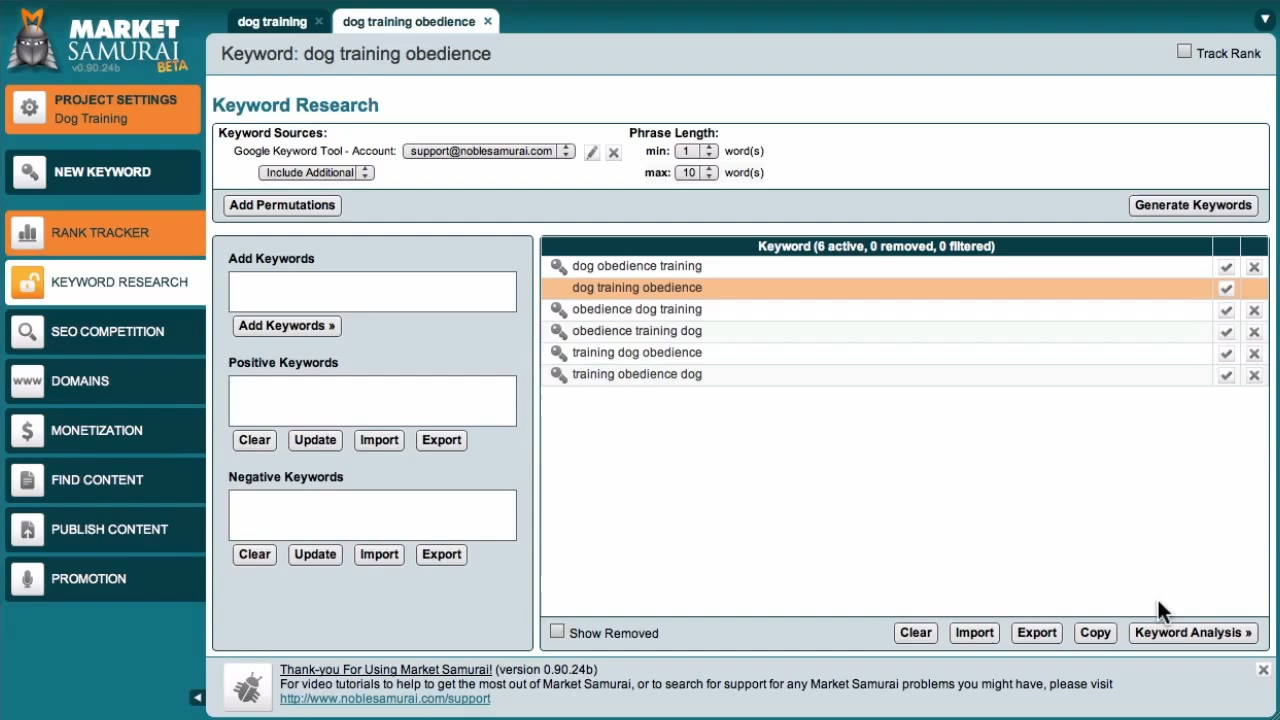 MARKET
SAMURAI
v0.90.24b BETA
dog training
dog training obedience
Keyword: dog training obedience
Track Rank
PROJECT SETTINGS
Dog Training
NEW KEYWORD
RANK TRACKER
KEYWORD RESEARCH
SEO COMPETITION
WWW DOMAINS
$ MONETIZATION
FIND CONTENT
PUBLISH CONTENT
PROMOTION
Keyword Research
Keyword Sources:
Google Keyword Tool - Account: support@noblesamurai.com
Include Additional
Phrase Length:
min: 1 word(s)
max: 10 word(s)
Add Permutations
Generate Keywords
Add Keywords
Add Keywords »
Positive Keywords
Clear Update Import Export
Negative Keywords
Clear Update Import Export
Keyword (6 active, 0 removed, 0 filtered)
dog obedience training
dog training obedience
obedience dog training
obedience training dog
training dog obedience
training obedience dog
Show Removed
Clear Import Export Copy Keyword Analysis »
Thank-you For Using Market Samurai! (version 0.90.24b)
For video tutorials to help to get the most out of Market Samurai, or to search for support for any Market Samurai problems you might have, please visit
http://www.noblesamurai.com/support